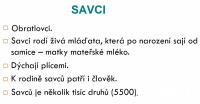 SAVCI
Obratlovci.
Savci rodí živá mláďata, která po narození sají od
samice – matky mateřské mléko.
Dýchají plícemi.
K rodině savců patří i člověk.
Savců je několik tisíc druhů (5500).